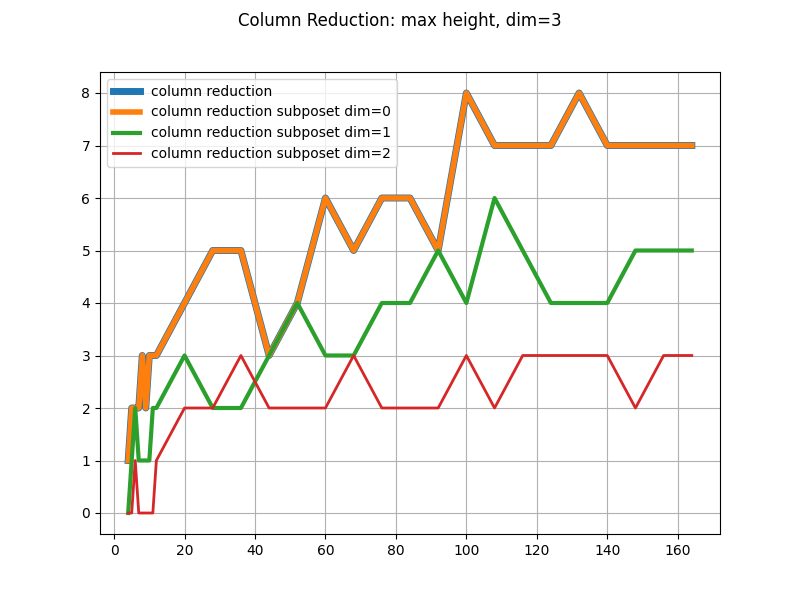 Column Reduction: max height, dim=3
column reduction
column reduction subposet dim=0
column reduction subposet dim=1
column reduction subposet dim=2
8
7
6
5
4
3
2
1
0
0 20 40 60 80 100 120 140 160